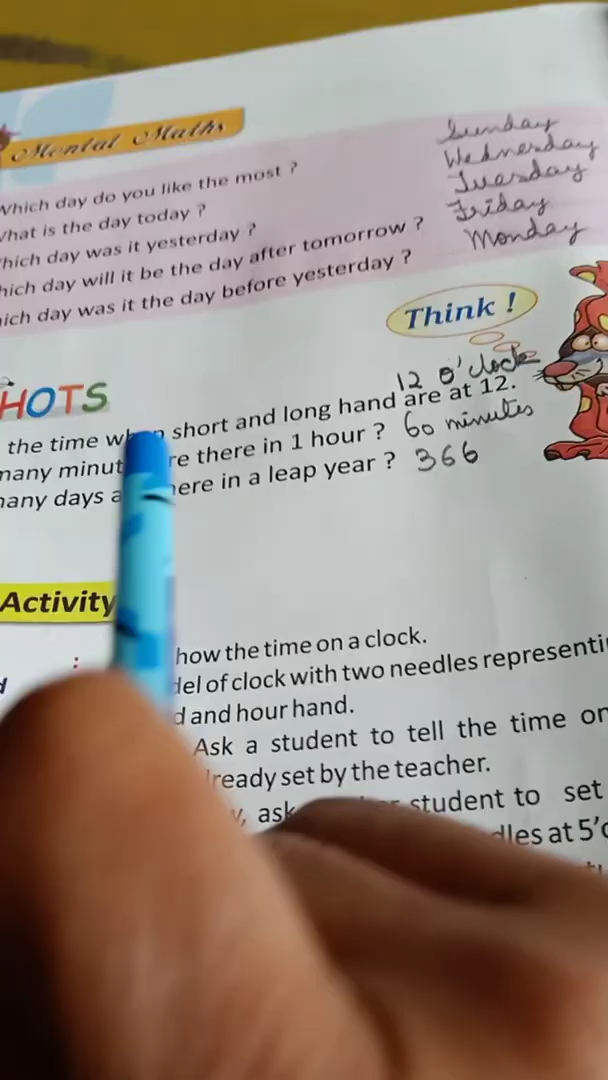 Mental Maths
Which day do you like the most ? Sunday
What is the day today ? Wednesday
hich day was it yesterday ? Tuesday
hich day will it be the day after tomorrow ? Friday
ich day was it the day before yesterday ? Monday
Think !
HOTS
12 O'clock
the time when short and long hand are at 12.
many minut re there in 1 hour ? 60 minutes
many days a here in a leap year ? 366
Activity
how the time on a clock.
: del of clock with two needles representi
d and hour hand.
Ask a student to tell the time on
lready set by the teacher.
ask student to set
dles at 5'